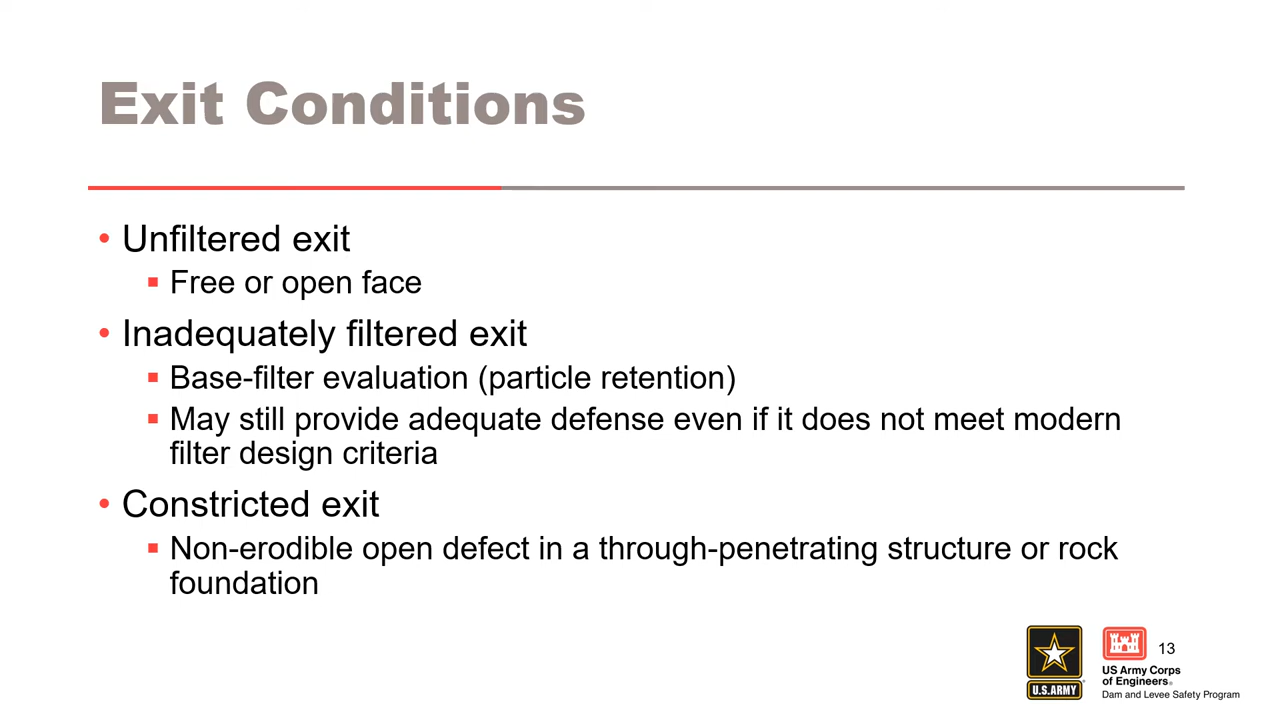 Exit Conditions
• Unfiltered exit
▪ Free or open face
• Inadequately filtered exit
▪ Base-filter evaluation (particle retention)
▪ May still provide adequate defense even if it does not meet modern
filter design criteria
• Constricted exit
▪ Non-erodible open defect in a through-penetrating structure or rock
foundation
U.S.ARMY
13
US Army Corps
of Engineers®
Dam and Levee Safety Program